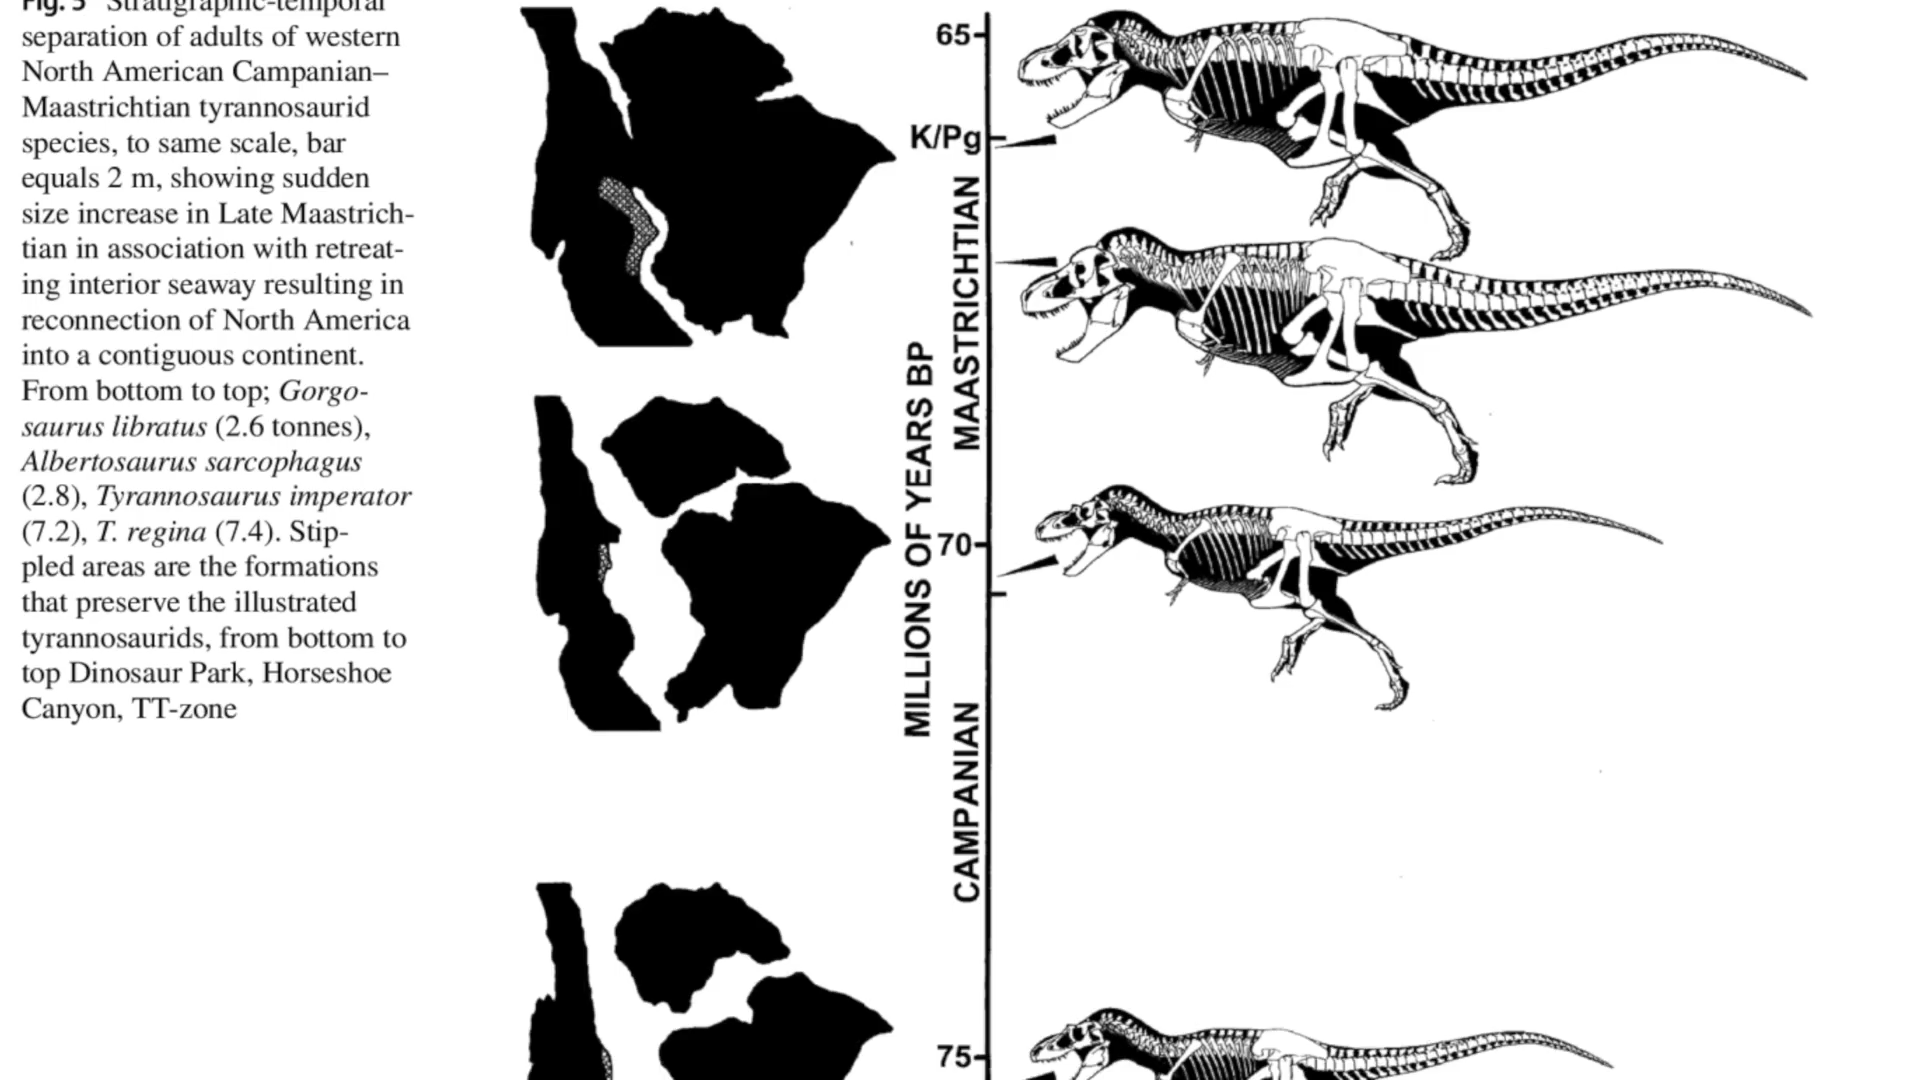 Fig. 5 Stratigraphic-temporal
separation of adults of western
North American Campanian–
Maastrichtian tyrannosaurid
species, to same scale, bar
equals 2 m, showing sudden
size increase in Late Maastrich-
tian in association with retreat-
ing interior seaway resulting in
reconnection of North America
into a contiguous continent.
From bottom to top; Gorgo-
saurus libratus (2.6 tonnes),
Albertosaurus sarcophagus
(2.8), Tyrannosaurus imperator
(7.2), T. regina (7.4). Stip-
pled areas are the formations
that preserve the illustrated
tyrannosaurids, from bottom to
top Dinosaur Park, Horseshoe
Canyon, TT-zone
65
K/Pg
MAASTRICHTIAN
MILLIONS OF YEARS BP
70
CAMPANIAN
75